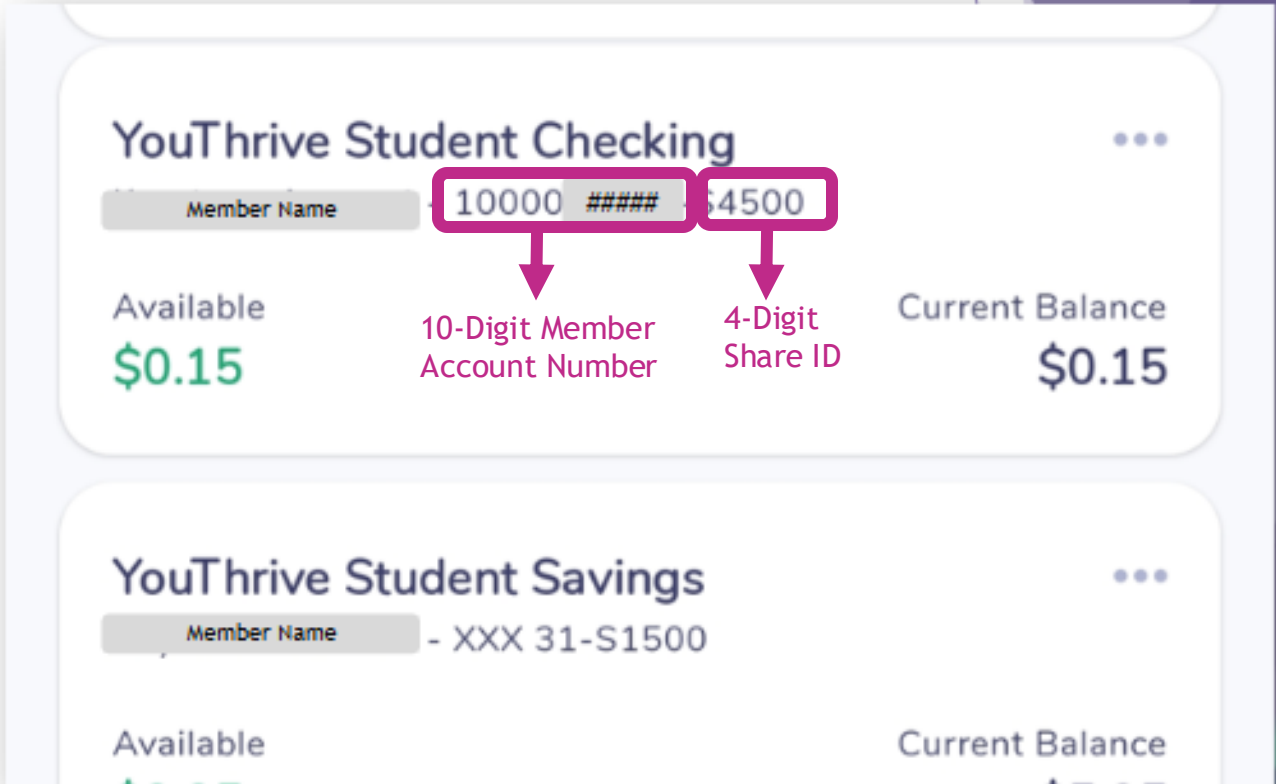 YouThrive Student Checking
Member Name - 10000 ##### -S4500
10-Digit Member
Account Number
4-Digit
Share ID
Available
$0.15
Current Balance
$0.15
YouThrive Student Savings
Member Name - XXX 31-S1500
Available
Current Balance